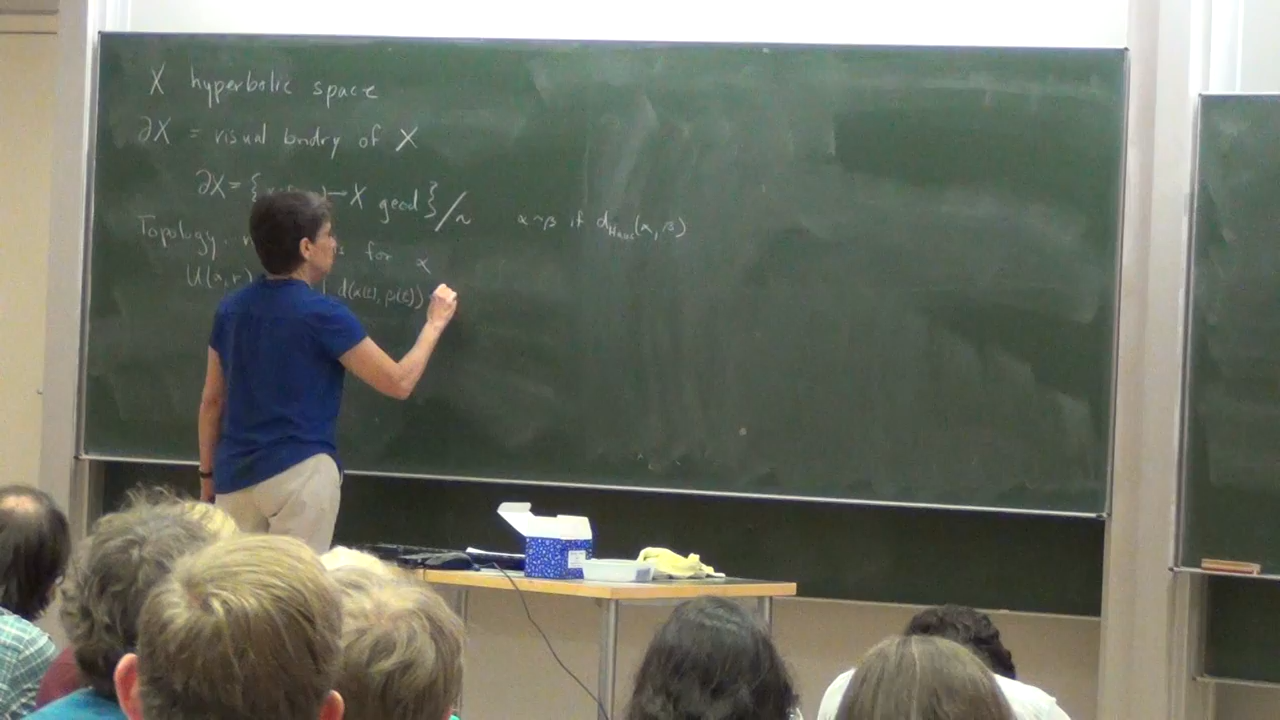 X hyperbolic space
∂X = visual bndry of X
∂X = { → X geod }/~ α~β if d_Haus(α, β)
Topology. for α
U(α, r) d(α(t), β(t))